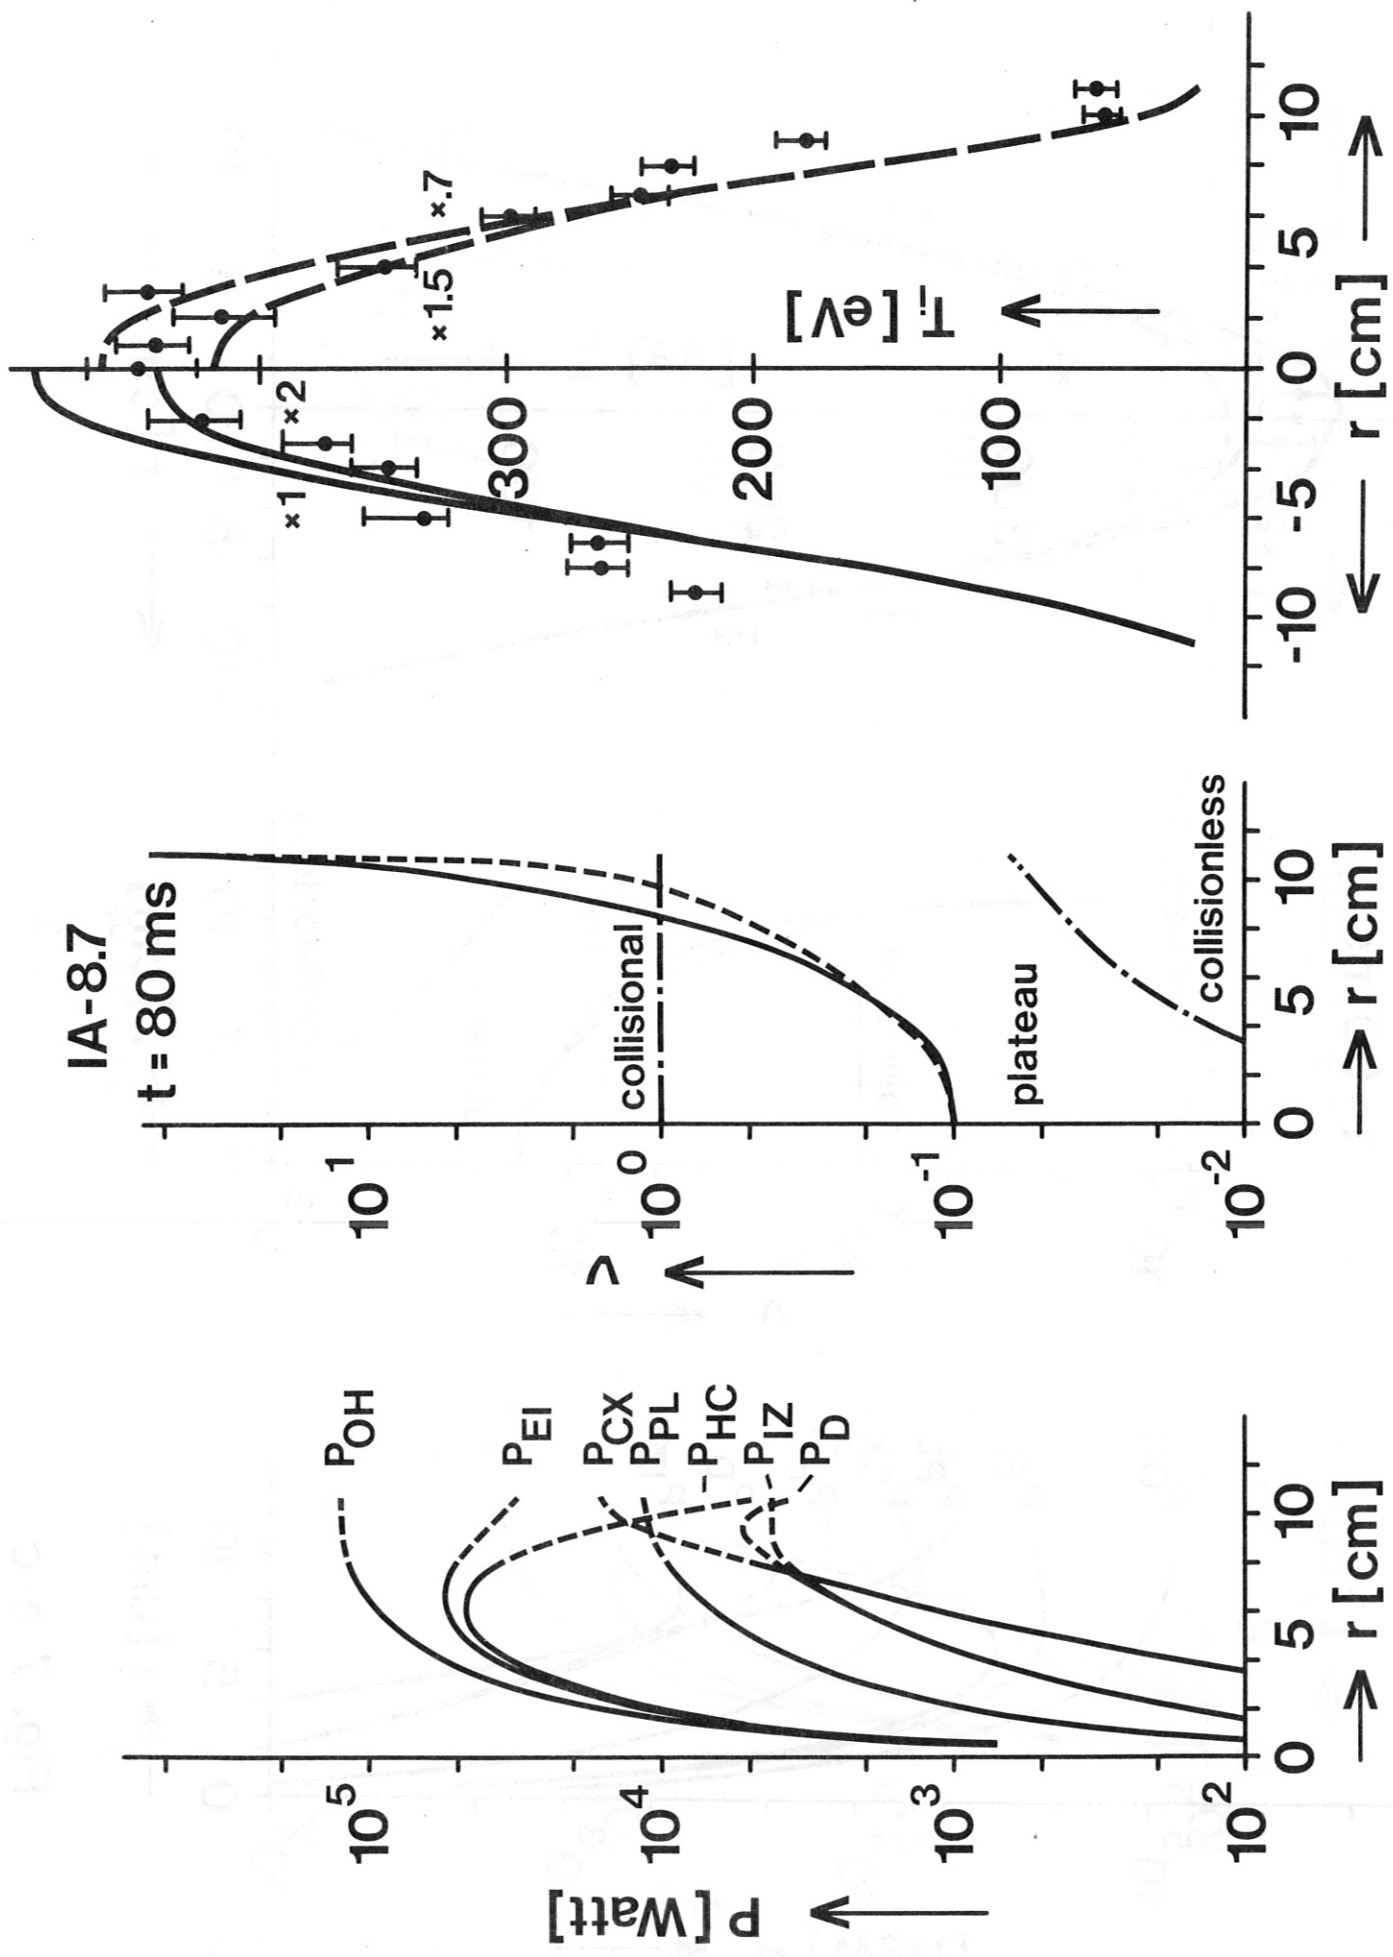 IA-8.7
t = 80 ms
P [Watt]
10^5
10^4
10^3
10^2
P_OH
P_EI
P_CX
P_PL
P_HC
P_IZ
P_D
0 5 10
r [cm]
ν
10^1
10^0
10^-1
10^-2
collisional
plateau
collisionless
0 5 10
r [cm]
×1
×2
×1.5
×.7
300
200
100
T_i [eV]
-10 -5 0 5 10
r [cm]